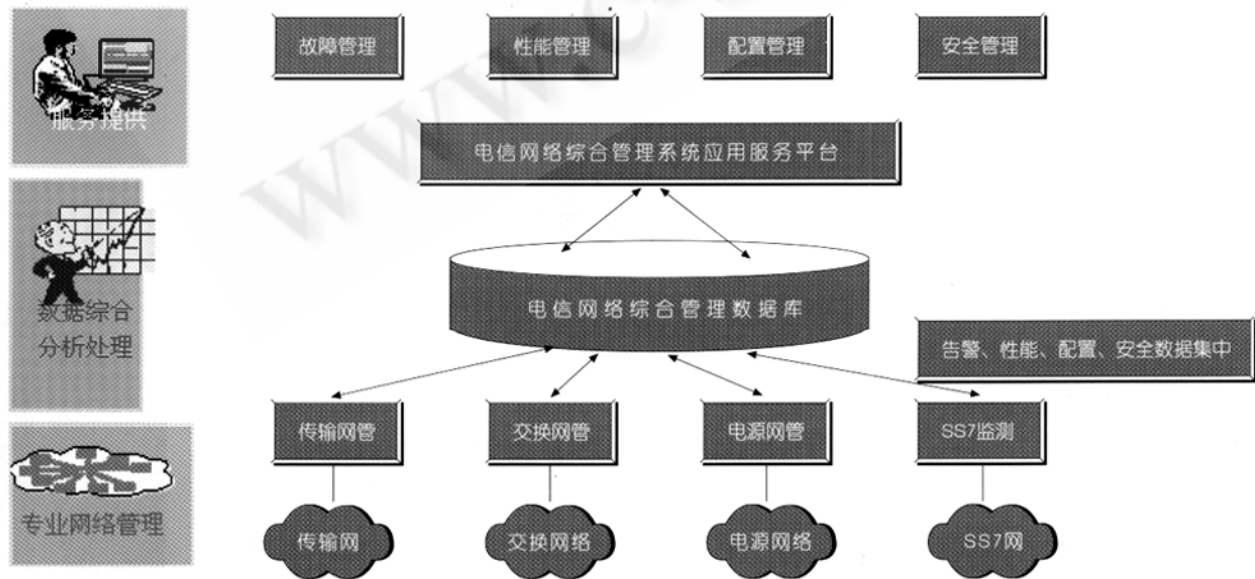 故障管理
性能管理
配置管理
安全管理
服务提供
电信网络综合管理系统应用服务平台
数据综合
分析处理
电信网络综合管理数据库
告警、性能、配置、安全数据集中
传输网管
交换网管
电源网管
SS7监测
专业网络管理
传输网
交换网络
电源网络
SS7网
www.c